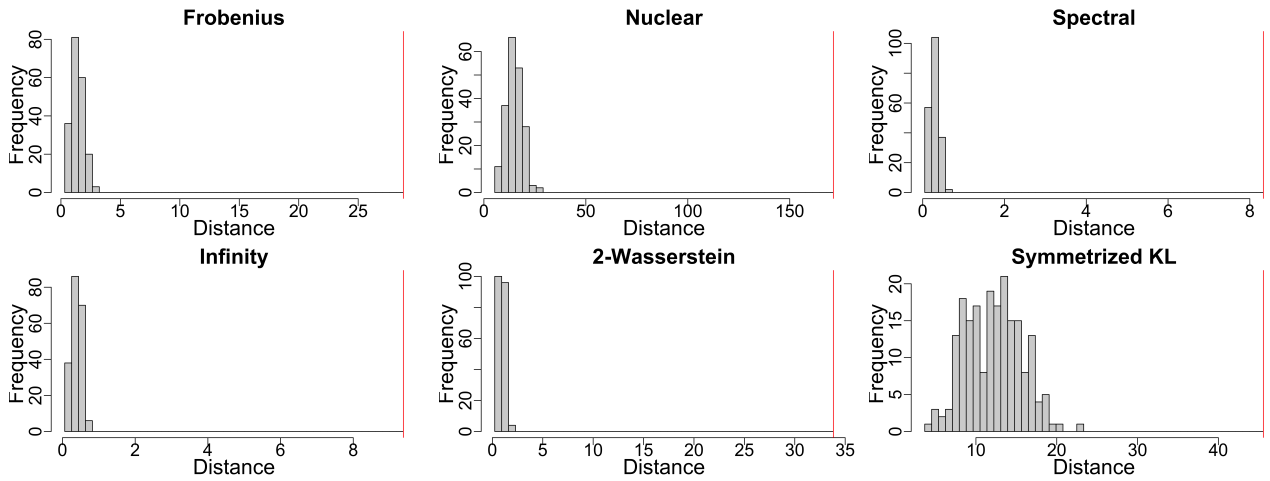 Frobenius
Frequency
0 20 40 60 80
0 5 10 15 20 25
Distance
Nuclear
Frequency
0 20 40 60
0 50 100 150
Distance
Spectral
Frequency
0 20 60 100
0 2 4 6 8
Distance
Infinity
Frequency
0 20 40 60 80
0 2 4 6 8
Distance
2-Wasserstein
Frequency
0 20 60 100
0 5 10 15 20 25 30 35
Distance
Symmetrized KL
Frequency
0 5 10 15 20
10 20 30 40
Distance